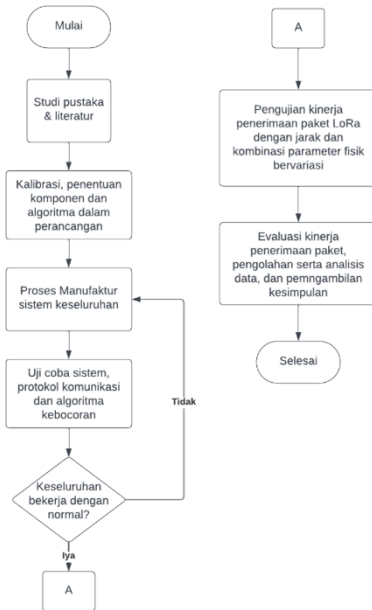 Mulai
Studi pustaka
& literatur
Kalibrasi, penentuan
komponen dan
algoritma dalam
perancangan
Proses Manufaktur
sistem keseluruhan
Uji coba sistem,
protokol komunikasi
dan algoritma
kebocoran
Tidak
Keseluruhan
bekerja dengan
normal?
Iya
A
A
Pengujian kinerja
penerimaan paket LoRa
dengan jarak dan
kombinasi parameter fisik
bervariasi
Evaluasi kinerja
penerimaan paket,
pengolahan serta analisis
data, dan pemngambilan
kesimpulan
Selesai